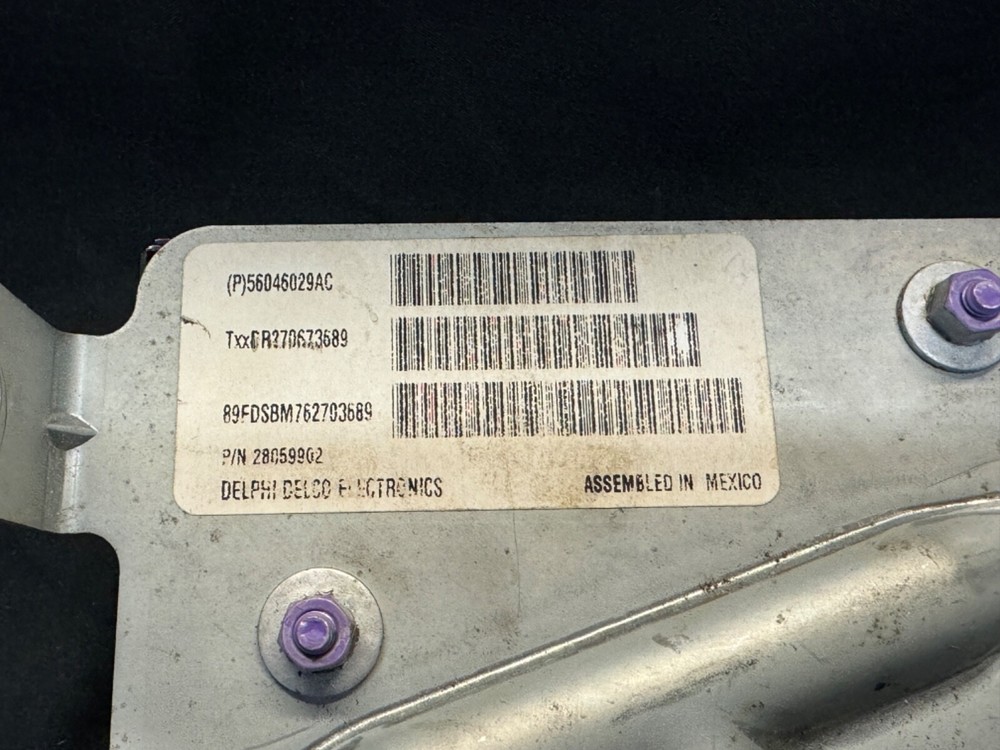 (P)56046029AC
TxxDR270673689
89FDSBM762703689
P/N 28059902
DELPHI DELCO ELECTRONICS
ASSEMBLED IN MEXICO